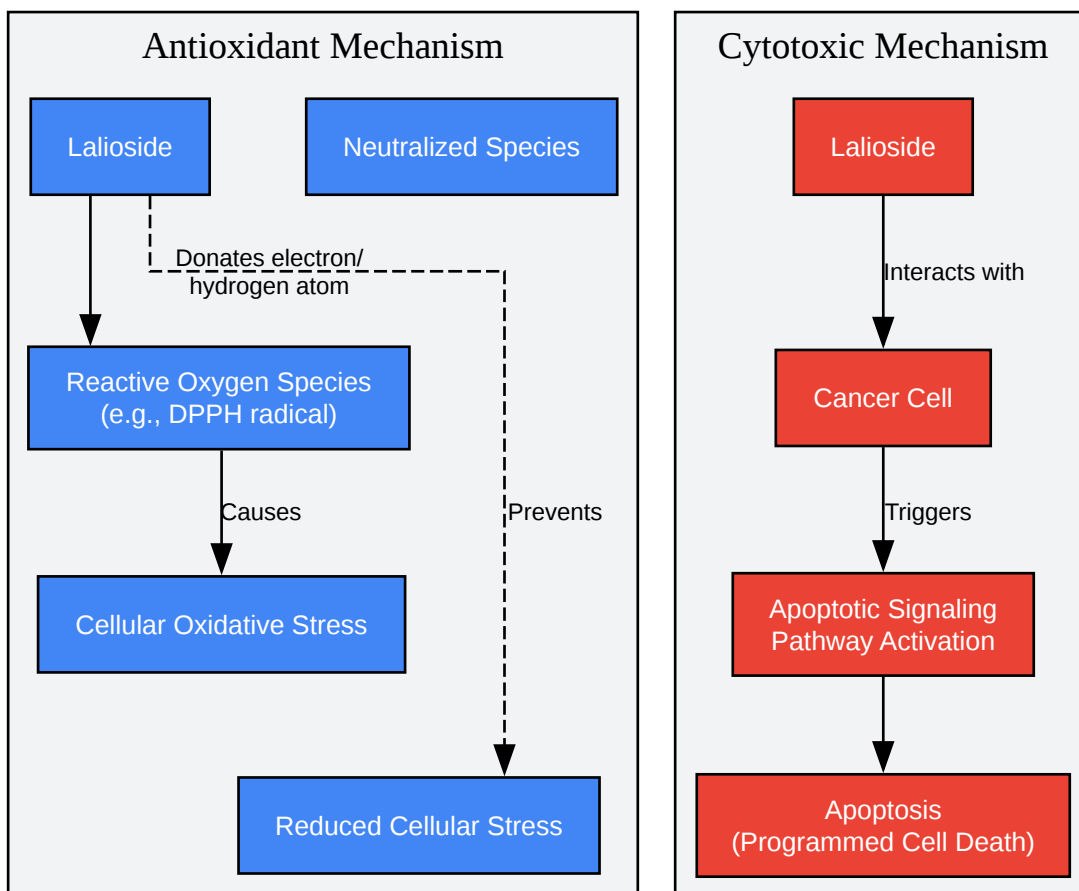 Antioxidant Mechanism
Lalioside
Neutralized Species
Donates electron/
hydrogen atom
Reactive Oxygen Species
(e.g., DPPH radical)
Causes
Prevents
Cellular Oxidative Stress
Reduced Cellular Stress
Cytotoxic Mechanism
Lalioside
Interacts with
Cancer Cell
Triggers
Apoptotic Signaling
Pathway Activation
Apoptosis
(Programmed Cell Death)